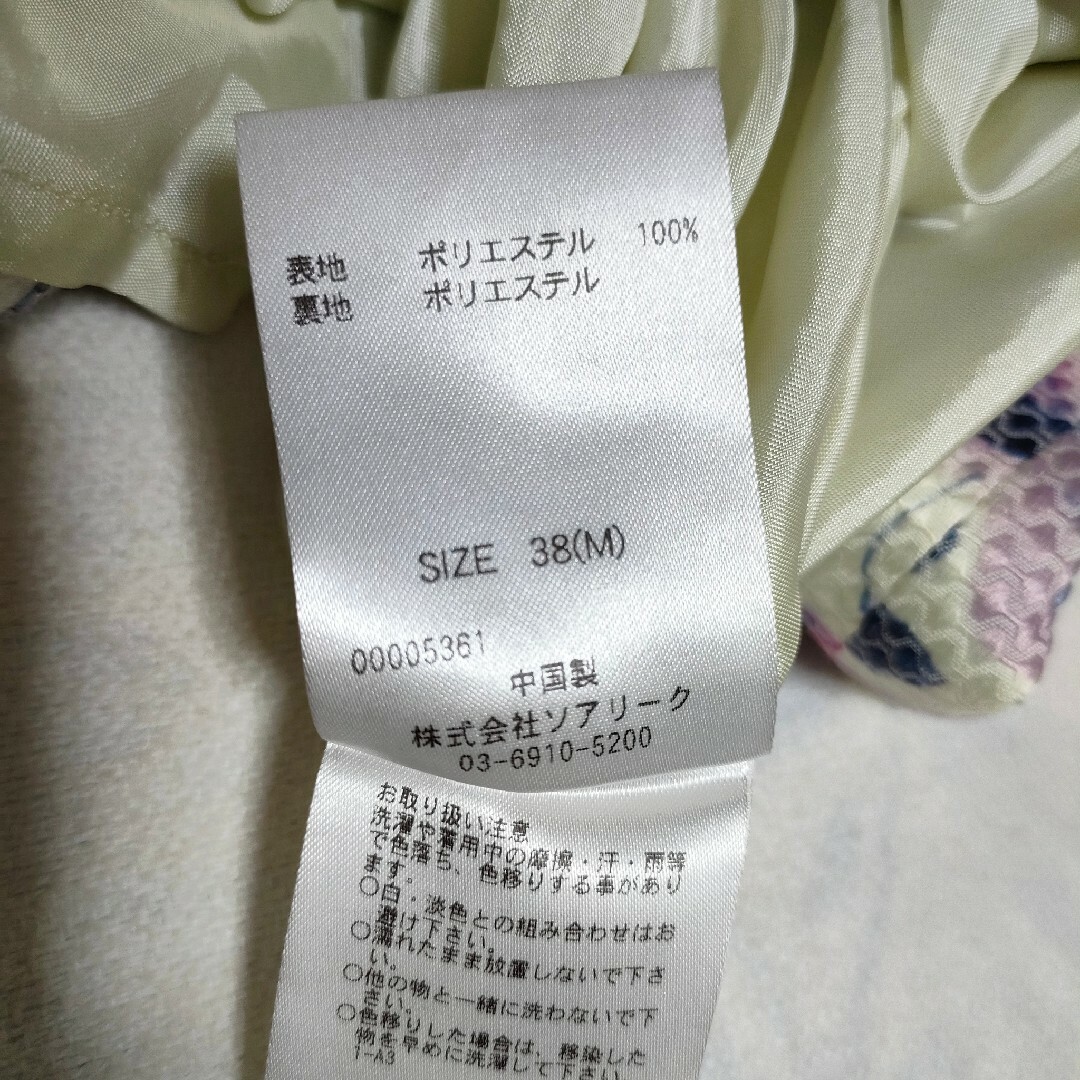 表地 ポリエステル 100%
裏地 ポリエステル
SIZE 38(M)
00005361
中国製
株式会社ソアリーク
03-6910-5200
お取り扱い注意
洗濯や着用中の摩擦・汗・雨等
で色落ち、色移りする事があり
ます。
○白・淡色との組み合わせはお
避け下さい。
○濡れたまま放置しないで下さ
い。
○他の物と一緒に洗わないで下
さい。
○色移りした場合は、移染した
物を早めに洗濯して下さい。
1-A3